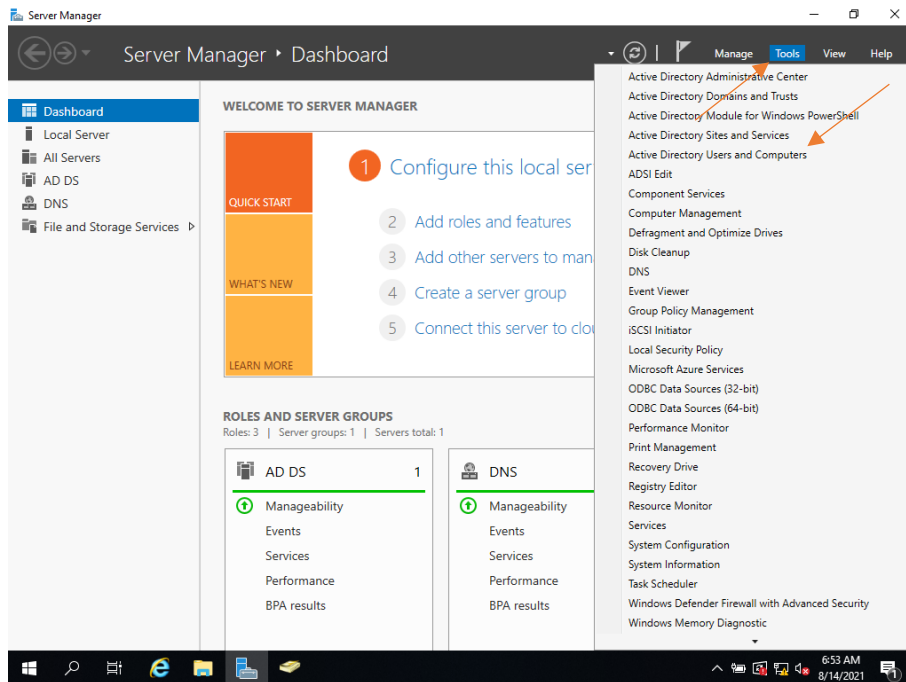 Server Manager
Server Manager ‣ Dashboard
Manage Tools View Help
Dashboard
Local Server
All Servers
AD DS
DNS
File and Storage Services
WELCOME TO SERVER MANAGER
QUICK START
WHAT'S NEW
LEARN MORE
1 Configure this local ser
2 Add roles and features
3 Add other servers to man
4 Create a server group
5 Connect this server to clou
ROLES AND SERVER GROUPS
Roles: 3 | Server groups: 1 | Servers total: 1
AD DS 1
Manageability
Events
Services
Performance
BPA results
DNS
Manageability
Events
Services
Performance
BPA results
Active Directory Administrative Center
Active Directory Domains and Trusts
Active Directory Module for Windows PowerShell
Active Directory Sites and Services
Active Directory Users and Computers
ADSI Edit
Component Services
Computer Management
Defragment and Optimize Drives
Disk Cleanup
DNS
Event Viewer
Group Policy Management
iSCSI Initiator
Local Security Policy
Microsoft Azure Services
ODBC Data Sources (32-bit)
ODBC Data Sources (64-bit)
Performance Monitor
Print Management
Recovery Drive
Registry Editor
Resource Monitor
Services
System Configuration
System Information
Task Scheduler
Windows Defender Firewall with Advanced Security
Windows Memory Diagnostic
6:53 AM
8/14/2021
1